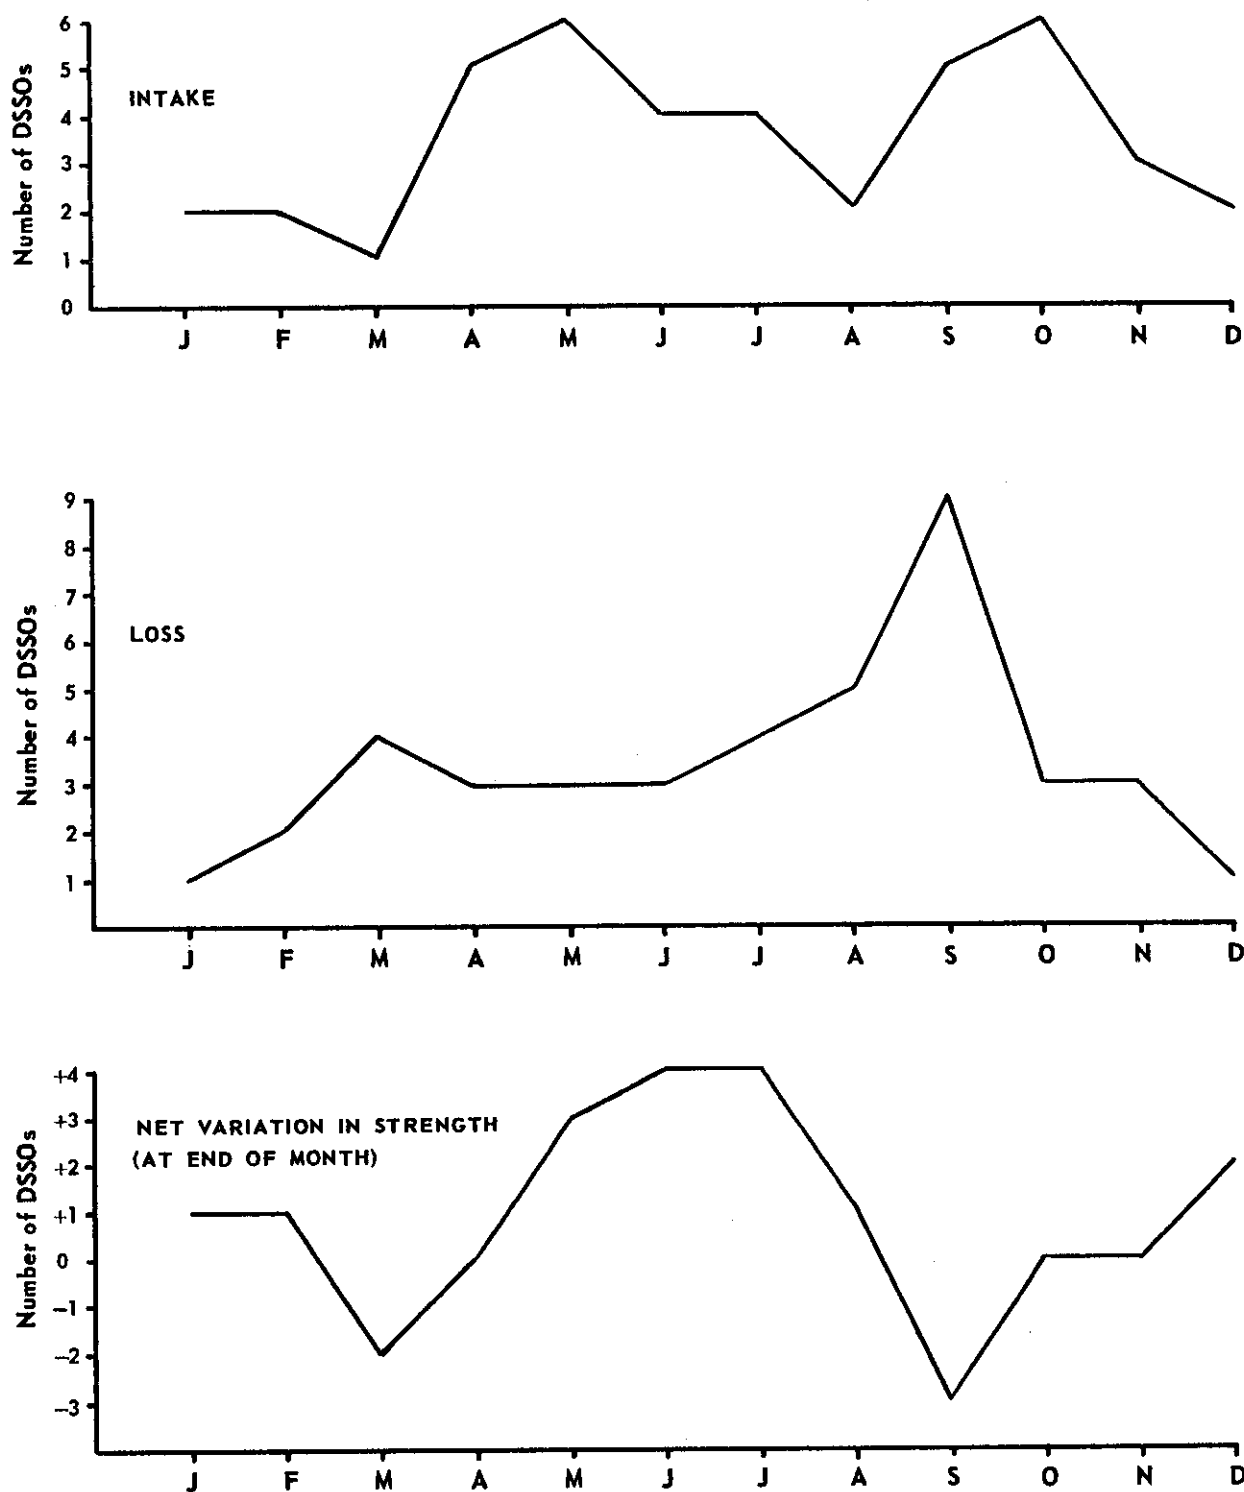 Number of DSSOs
6
5
4
3
2
1
0
INTAKE
J F M A M J J A S O N D
Number of DSSOs
9
8
7
6
5
4
3
2
1
LOSS
J F M A M J J A S O N D
Number of DSSOs
+4
+3
+2
+1
0
−1
−2
−3
NET VARIATION IN STRENGTH
(AT END OF MONTH)
J F M A M J J A S O N D